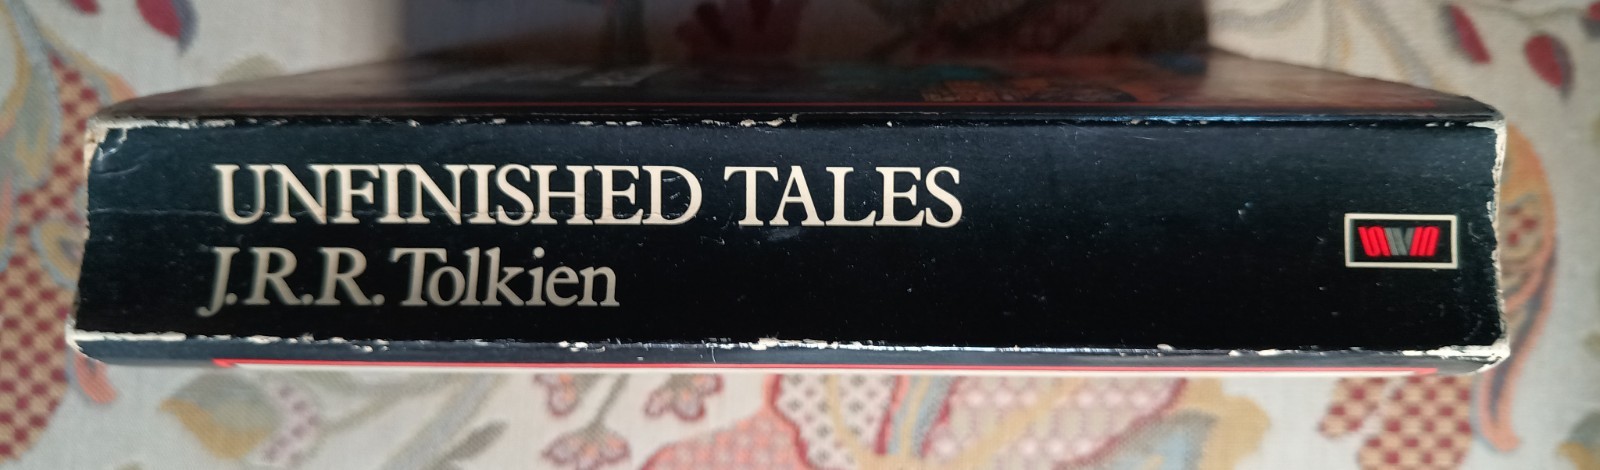 UNFINISHED TALES
J.R.R. Tolkien